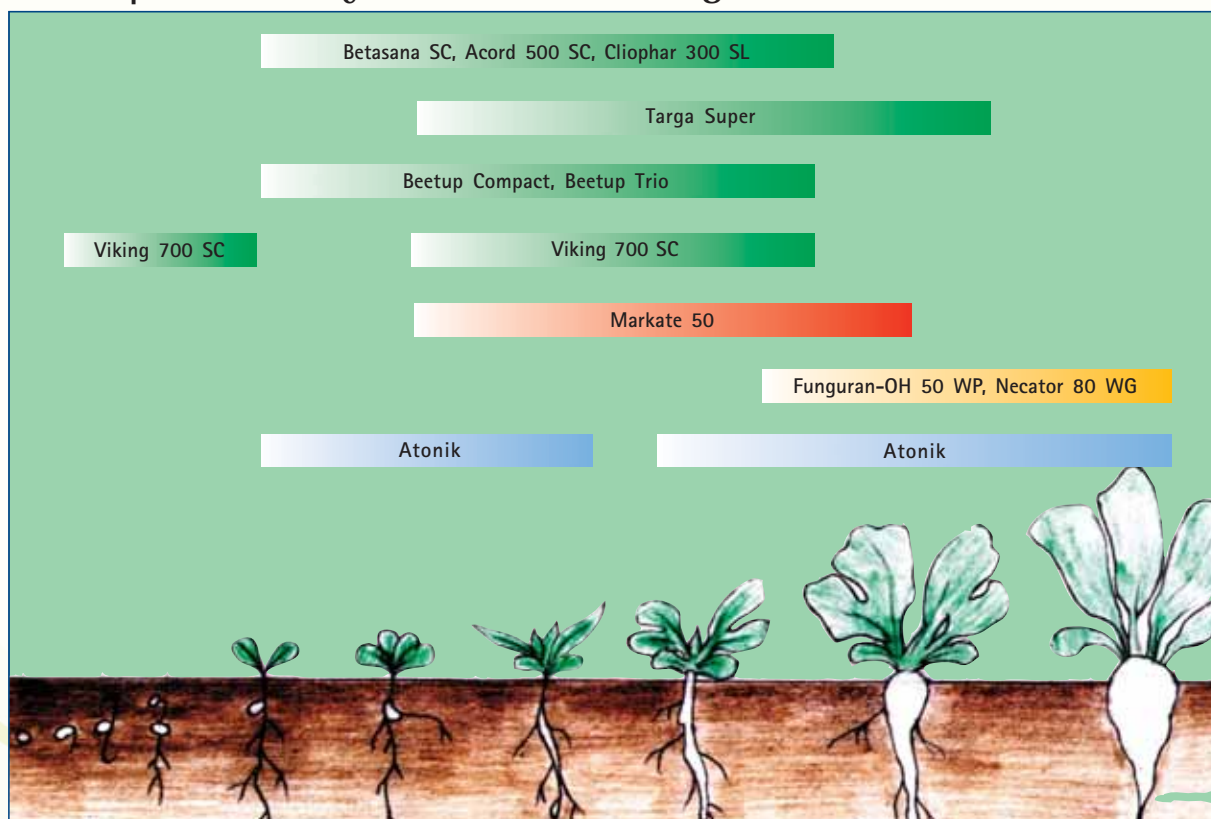 Betasana SC, Acord 500 SC, Cliophar 300 SL
Targa Super
Beetup Compact, Beetup Trio
Viking 700 SC
Viking 700 SC
Markate 50
Funguran-OH 50 WP, Necator 80 WG
Atonik
Atonik